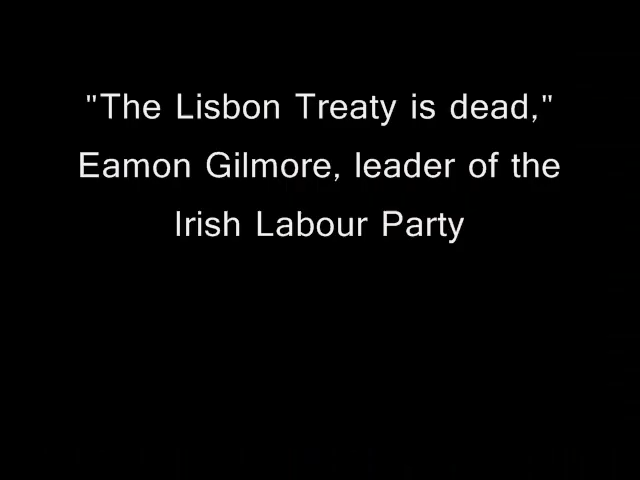 "The Lisbon Treaty is dead,"
Eamon Gilmore, leader of the
Irish Labour Party